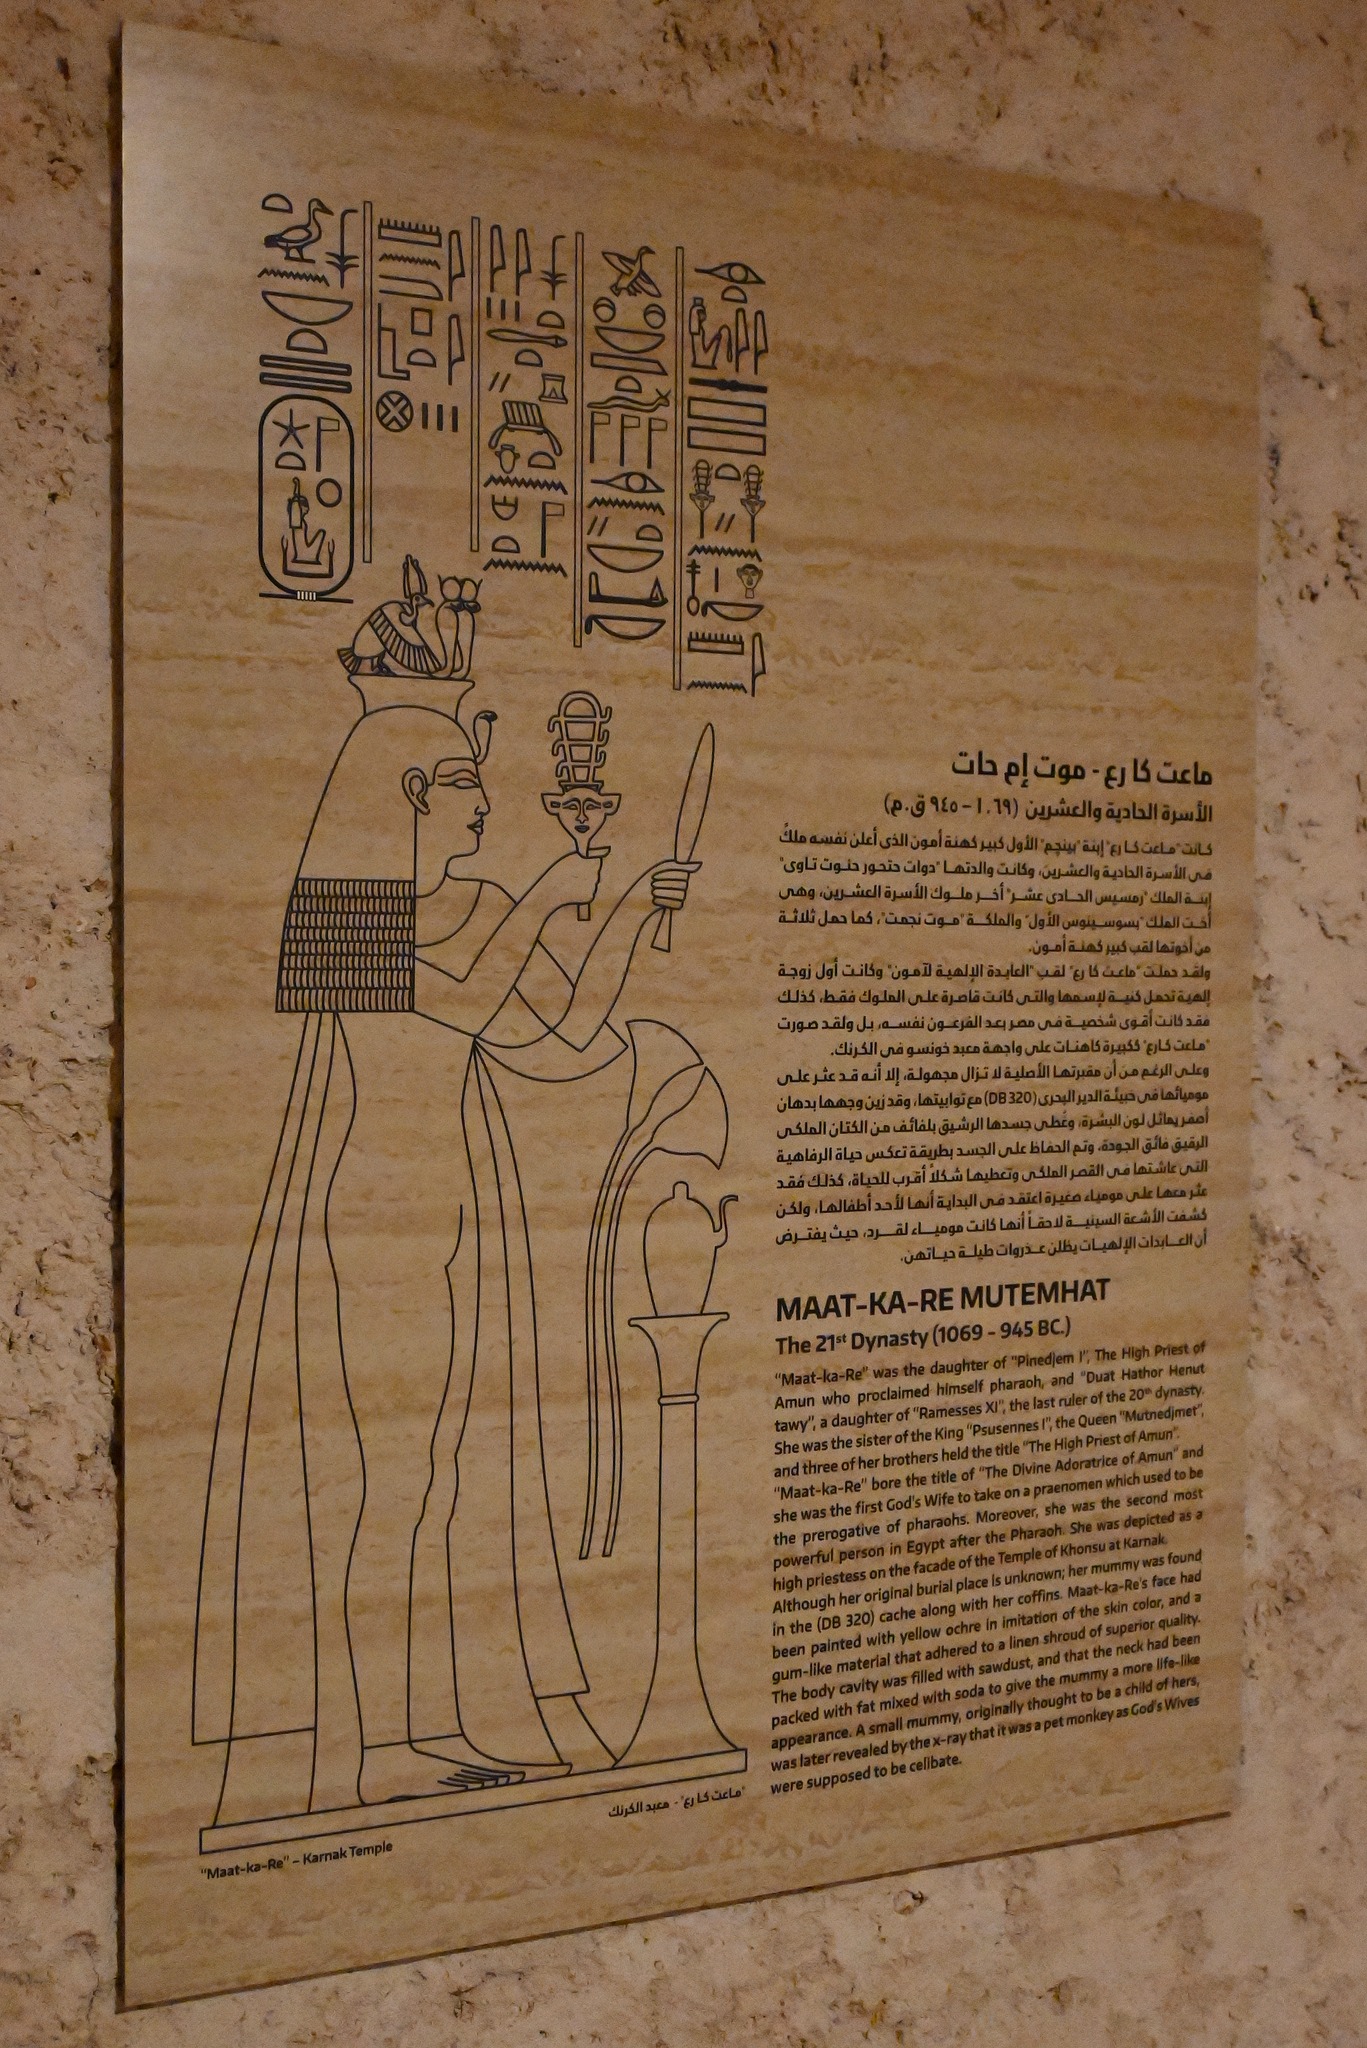 ماعت كا رع - موت إم حات
الأسرة الحادية والعشرين (١٠٦٩ – ٩٤٥ ق.م)
كانت "ماعت كا رع" إبنة "بينجم" الأول كبير كهنة أمون الذى أعلن نفسه ملكً
فى الأسرة الحادية والعشرين، وكانت والدتها "دوات حتحور حنوت تاوى"
إبنة الملك "رمسيس الحادى عشر" أخر ملوك الأسرة العشرين، وهى
أخت الملك "بسوسينوس الأول" والملكة "موت نجمت"، كما حمل ثلاثة
من أخوتها لقب كبير كهنة أمون.
ولقد حملت "ماعت كا رع" لقب "العابدة الإلهية لآمون" وكانت أول زوجة
إلهية تحمل كنية لإسمها والتى كانت قاصرة على الملوك فقط، كذلك
فقد كانت أقوى شخصية فى مصر بعد الفرعون نفسه، بل ولقد صورت
"ماعت كارع" ككبيرة كاهنات على واجهة معبد خونسو فى الكرنك.
وعلى الرغم من أن مقبرتها الأصلية لا تزال مجهولة، إلا أنه قد عثر على
موميائها فى خبيئة الدير البحرى (DB 320) مع توابيتها، وقد زين وجهها بدهان
أصفر يماثل لون البشرة، وغطى جسدها الرشيق بلفائف من الكتان الملكى
الرقيق فائق الجودة، وتم الحفاظ على الجسد بطريقة تعكس حياة الرفاهية
التى عاشتها فى القصر الملكى وتعطيها شكلاً أقرب للحياة، كذلك فقد
عثر معها على مومياء صغيرة اعتقد فى البداية أنها لأحد أطفالها، ولكن
كشفت الأشعة السينية لاحقاً أنها كانت مومياء لقرد، حيث يفترض
أن العابدات الإلهيات يظلن عذروات طيلة حياتهن.
MAAT-KA-RE MUTEMHAT
The 21st Dynasty (1069 - 945 BC.)
"Maat-ka-Re" was the daughter of "Pinedjem I", The High Priest of
Amun who proclaimed himself pharaoh, and "Duat Hathor Henut
tawy", a daughter of "Ramesses XI", the last ruler of the 20th dynasty.
She was the sister of the King "Psusennes I", the Queen "Mutnedjmet",
and three of her brothers held the title "The High Priest of Amun".
"Maat-ka-Re" bore the title of "The Divine Adoratrice of Amun" and
she was the first God's Wife to take on a praenomen which used to be
the prerogative of pharaohs. Moreover, she was the second most
powerful person in Egypt after the Pharaoh. She was depicted as a
high priestess on the facade of the Temple of Khonsu at Karnak.
Although her original burial place is unknown; her mummy was found
in the (DB 320) cache along with her coffins. Maat-ka-Re's face had
been painted with yellow ochre in imitation of the skin color, and a
gum-like material that adhered to a linen shroud of superior quality.
The body cavity was filled with sawdust, and that the neck had been
packed with fat mixed with soda to give the mummy a more life-like
appearance. A small mummy, originally thought to be a child of hers,
was later revealed by the x-ray that it was a pet monkey as God's Wives
were supposed to be celibate.
"ماعت كا رع" - معبد الكرنك
"Maat-ka-Re" – Karnak Temple